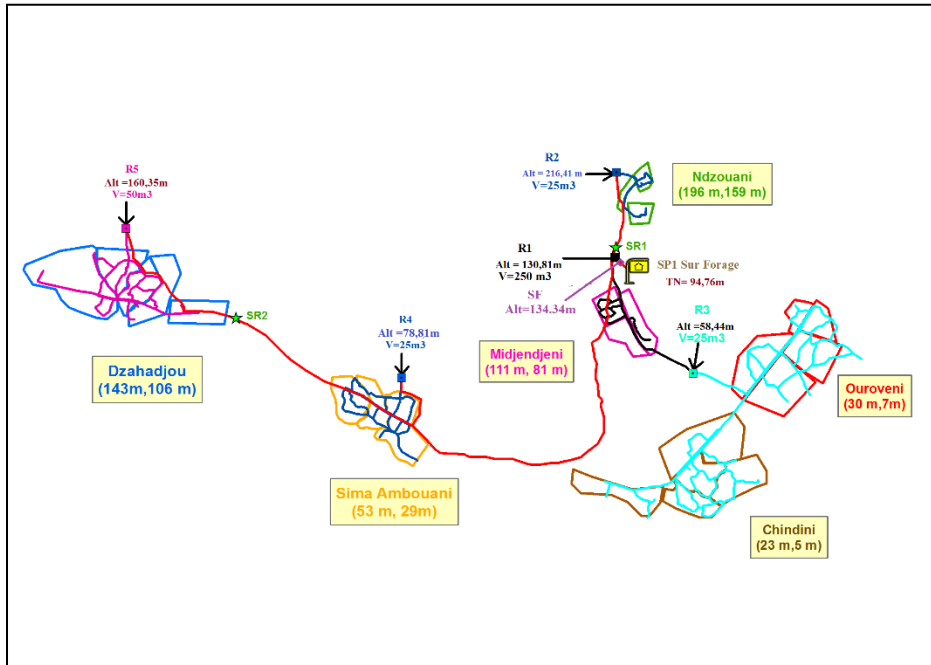 R2
Alt = 216,41 m
V=25m3
Ndzouani
(196 m,159 m)
R5
Alt =160,35m
V=50m3
SR1
R1
Alt = 130,81m
V=250 m3
SF
Alt=134.34m
SP1 Sur Forage
TN= 94,76m
SR2
R4
Alt =78,81m
V=25m3
R3
Alt =58,44m
V=25m3
Midjendjeni
(111 m, 81 m)
Dzahadjou
(143m,106 m)
Ouroveni
(30 m,7m)
Sima Ambouani
(53 m, 29m)
Chindini
(23 m,5 m)